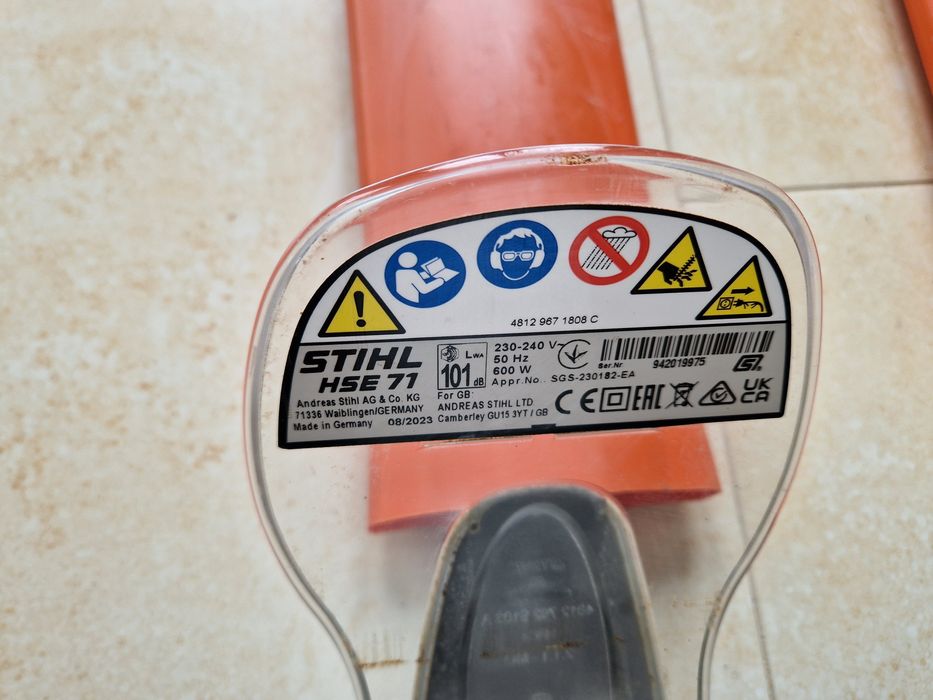 4812 967 1808 C
STIHL
HSE 71
Andreas Stihl AG & Co. KG
71336 Waiblingen/GERMANY
Made in Germany 08/2023
LWA
101 dB
For GB:
ANDREAS STIHL LTD
Camberley GU15 3YT / GB
230-240 V~
50 Hz
600 W
Appr.No.. SGS-230182-EA
Ser.Nr 942019975
CE EAC UK CA